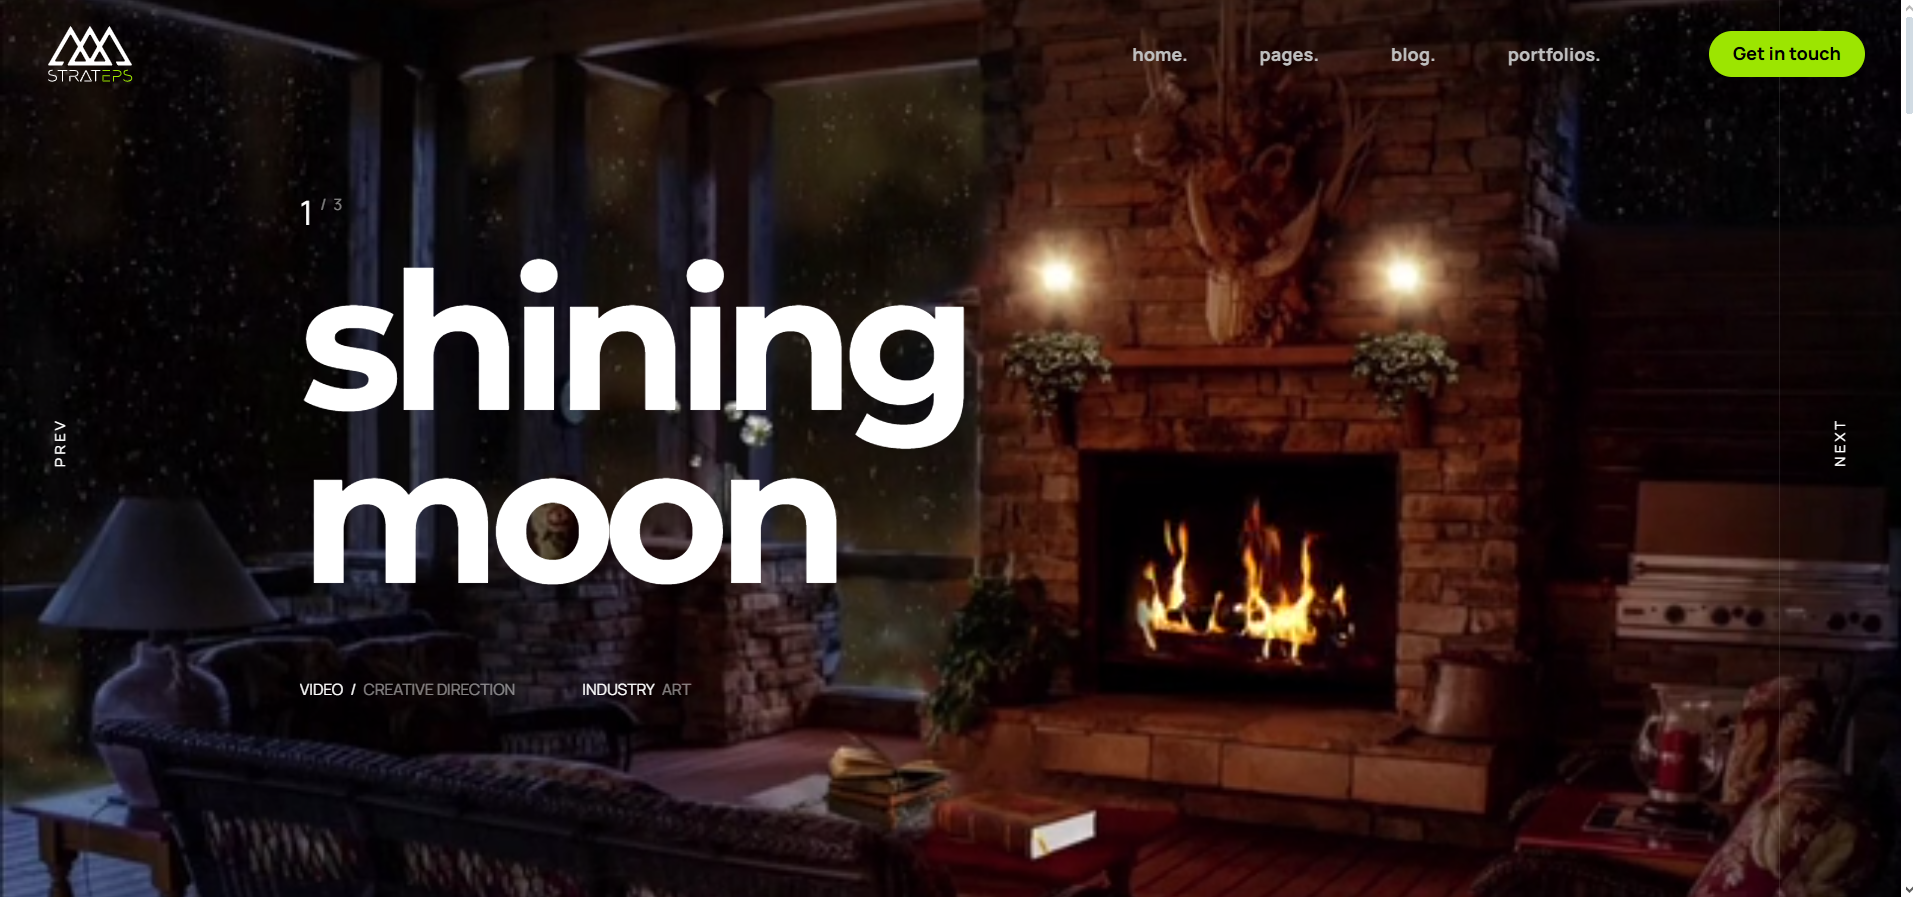 STRATEPS
home. pages. blog. portfolios. Get in touch
1 / 3
shining
moon
PREV
NEXT
VIDEO / CREATIVE DIRECTION INDUSTRY ART